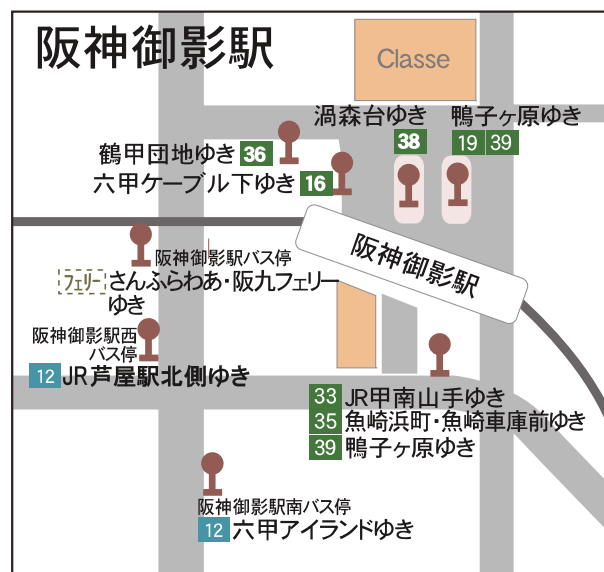 阪神御影駅
Classe
渦森台ゆき
38
鴨子ヶ原ゆき
19 39
鶴甲団地ゆき 36
六甲ケーブル下ゆき 16
阪神御影駅
阪神御影駅バス停
フェリー さんふらわあ・阪九フェリー
ゆき
阪神御影駅西
バス停
12 JR芦屋駅北側ゆき
33 JR甲南山手ゆき
35 魚崎浜町・魚崎車庫前ゆき
39 鴨子ヶ原ゆき
阪神御影駅南バス停
12 六甲アイランドゆき